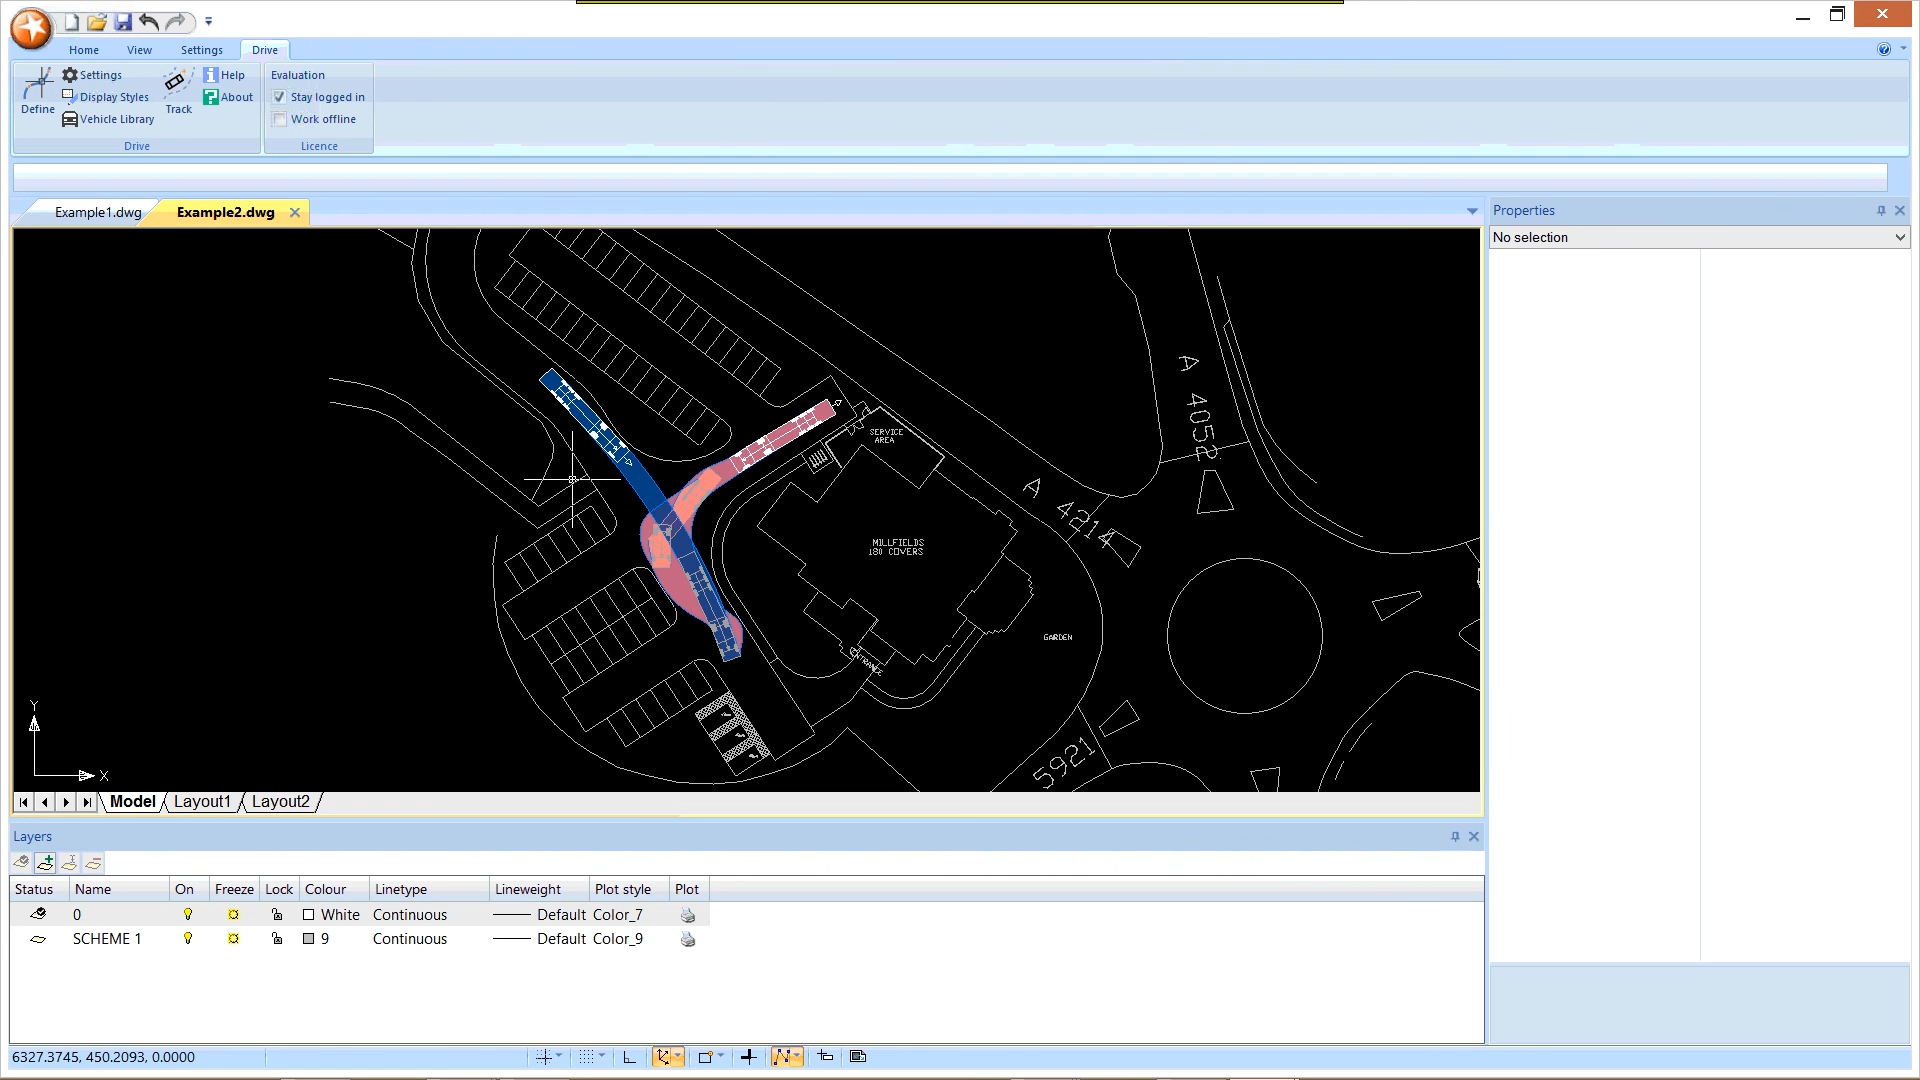 Home View Settings Drive
Settings Help Evaluation
Display Styles About Stay logged in
Define Track
Vehicle Library Work offline
Drive Licence
Example1.dwg Example2.dwg
Properties
No selection
A 4052
SERVICE
AREA
A 4214
MILLFIELDS
180 COVERS
GARDEN
ENTRANCE
5921
Y
X
Model Layout1 Layout2
Layers
Status Name On Freeze Lock Colour Linetype Lineweight Plot style Plot
0 White Continuous Default Color_7
SCHEME 1 9 Continuous Default Color_9
6327.3745, 450.2093, 0.0000